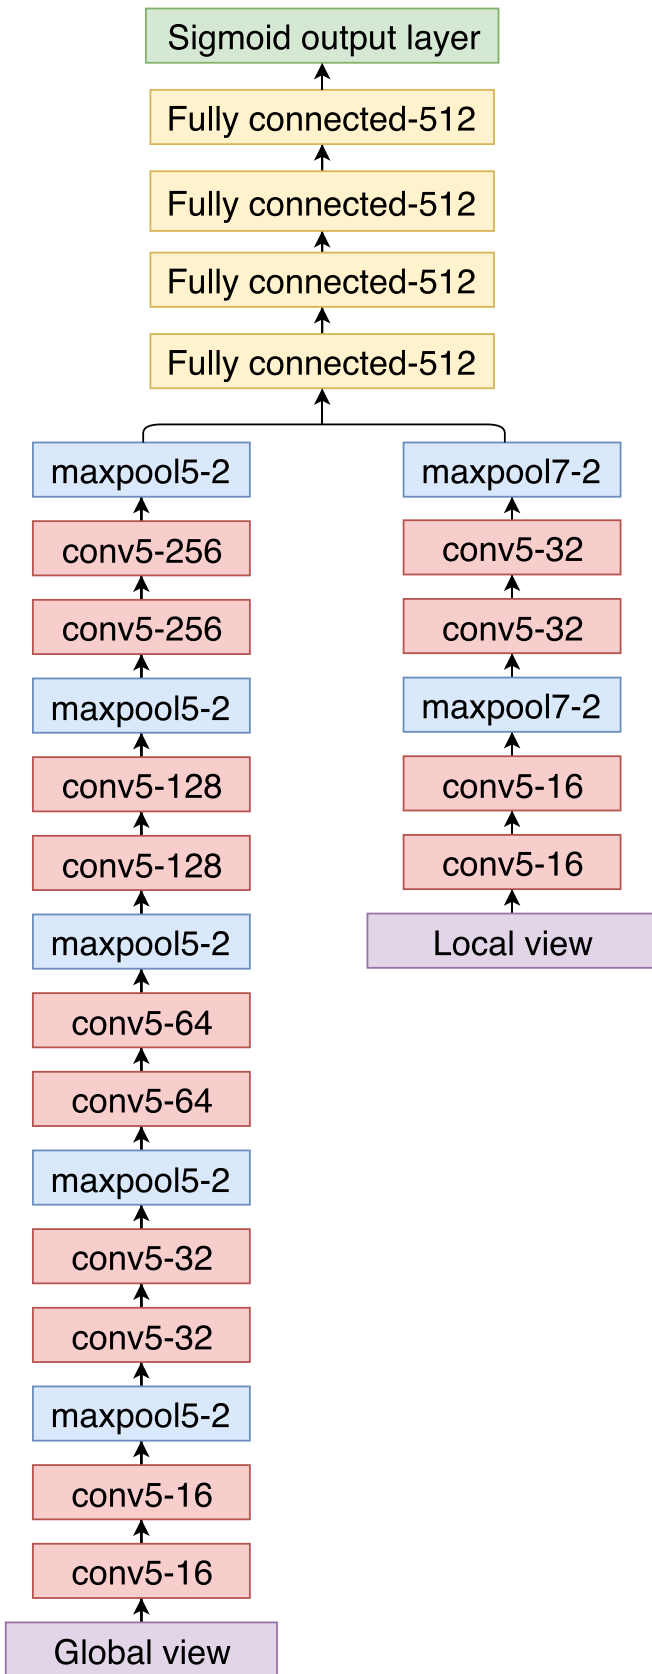 Sigmoid output layer
Fully connected-512
Fully connected-512
Fully connected-512
Fully connected-512
maxpool5-2
conv5-256
conv5-256
maxpool5-2
conv5-128
conv5-128
maxpool5-2
conv5-64
conv5-64
maxpool5-2
conv5-32
conv5-32
maxpool5-2
conv5-16
conv5-16
Global view
maxpool7-2
conv5-32
conv5-32
maxpool7-2
conv5-16
conv5-16
Local view